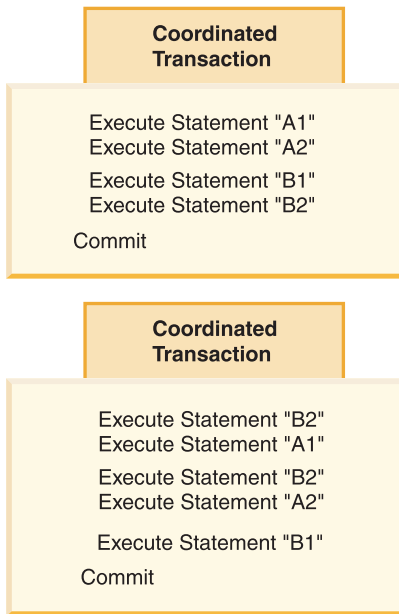 Coordinated
Transaction
Execute Statement "A1"
Execute Statement "A2"
Execute Statement "B1"
Execute Statement "B2"
Commit
Coordinated
Transaction
Execute Statement "B2"
Execute Statement "A1"
Execute Statement "B2"
Execute Statement "A2"
Execute Statement "B1"
Commit